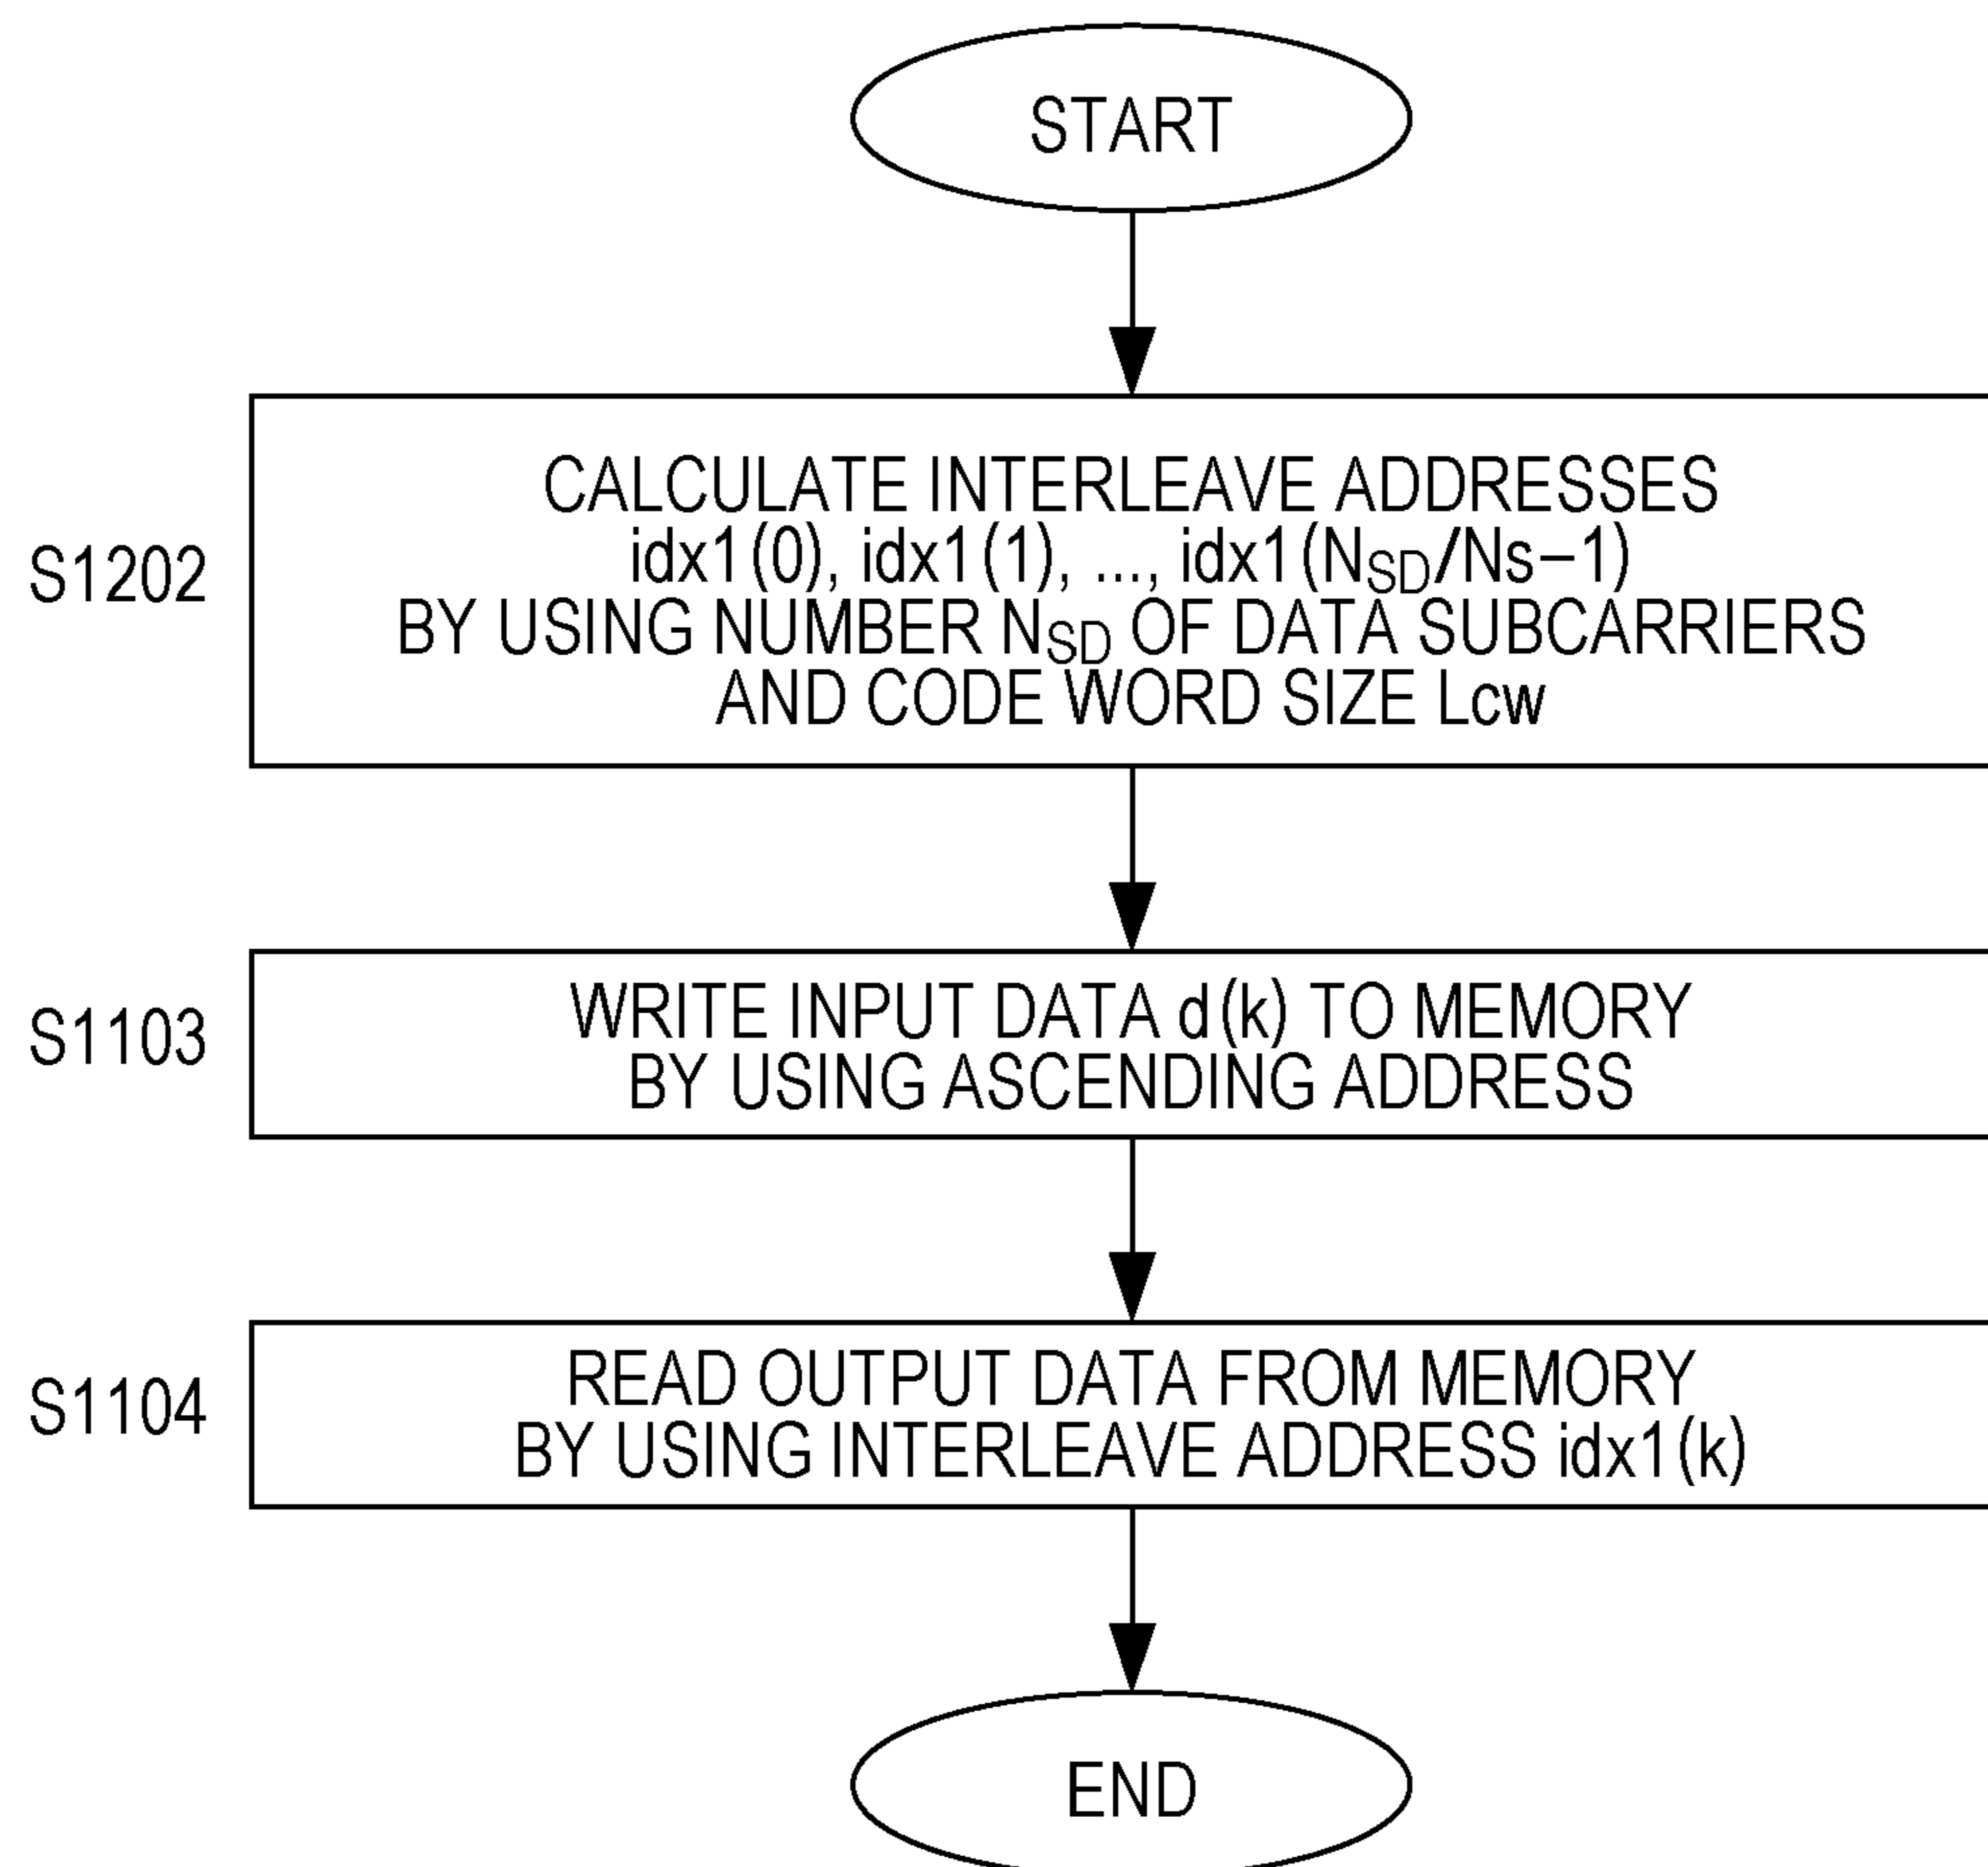 START
S1202
CALCULATE INTERLEAVE ADDRESSES
idx1(0), idx1(1), ..., idx1(N_SD/Ns−1)
BY USING NUMBER N_SD OF DATA SUBCARRIERS
AND CODE WORD SIZE Lcw
S1103
WRITE INPUT DATA d(k) TO MEMORY
BY USING ASCENDING ADDRESS
S1104
READ OUTPUT DATA FROM MEMORY
BY USING INTERLEAVE ADDRESS idx1(k)
END